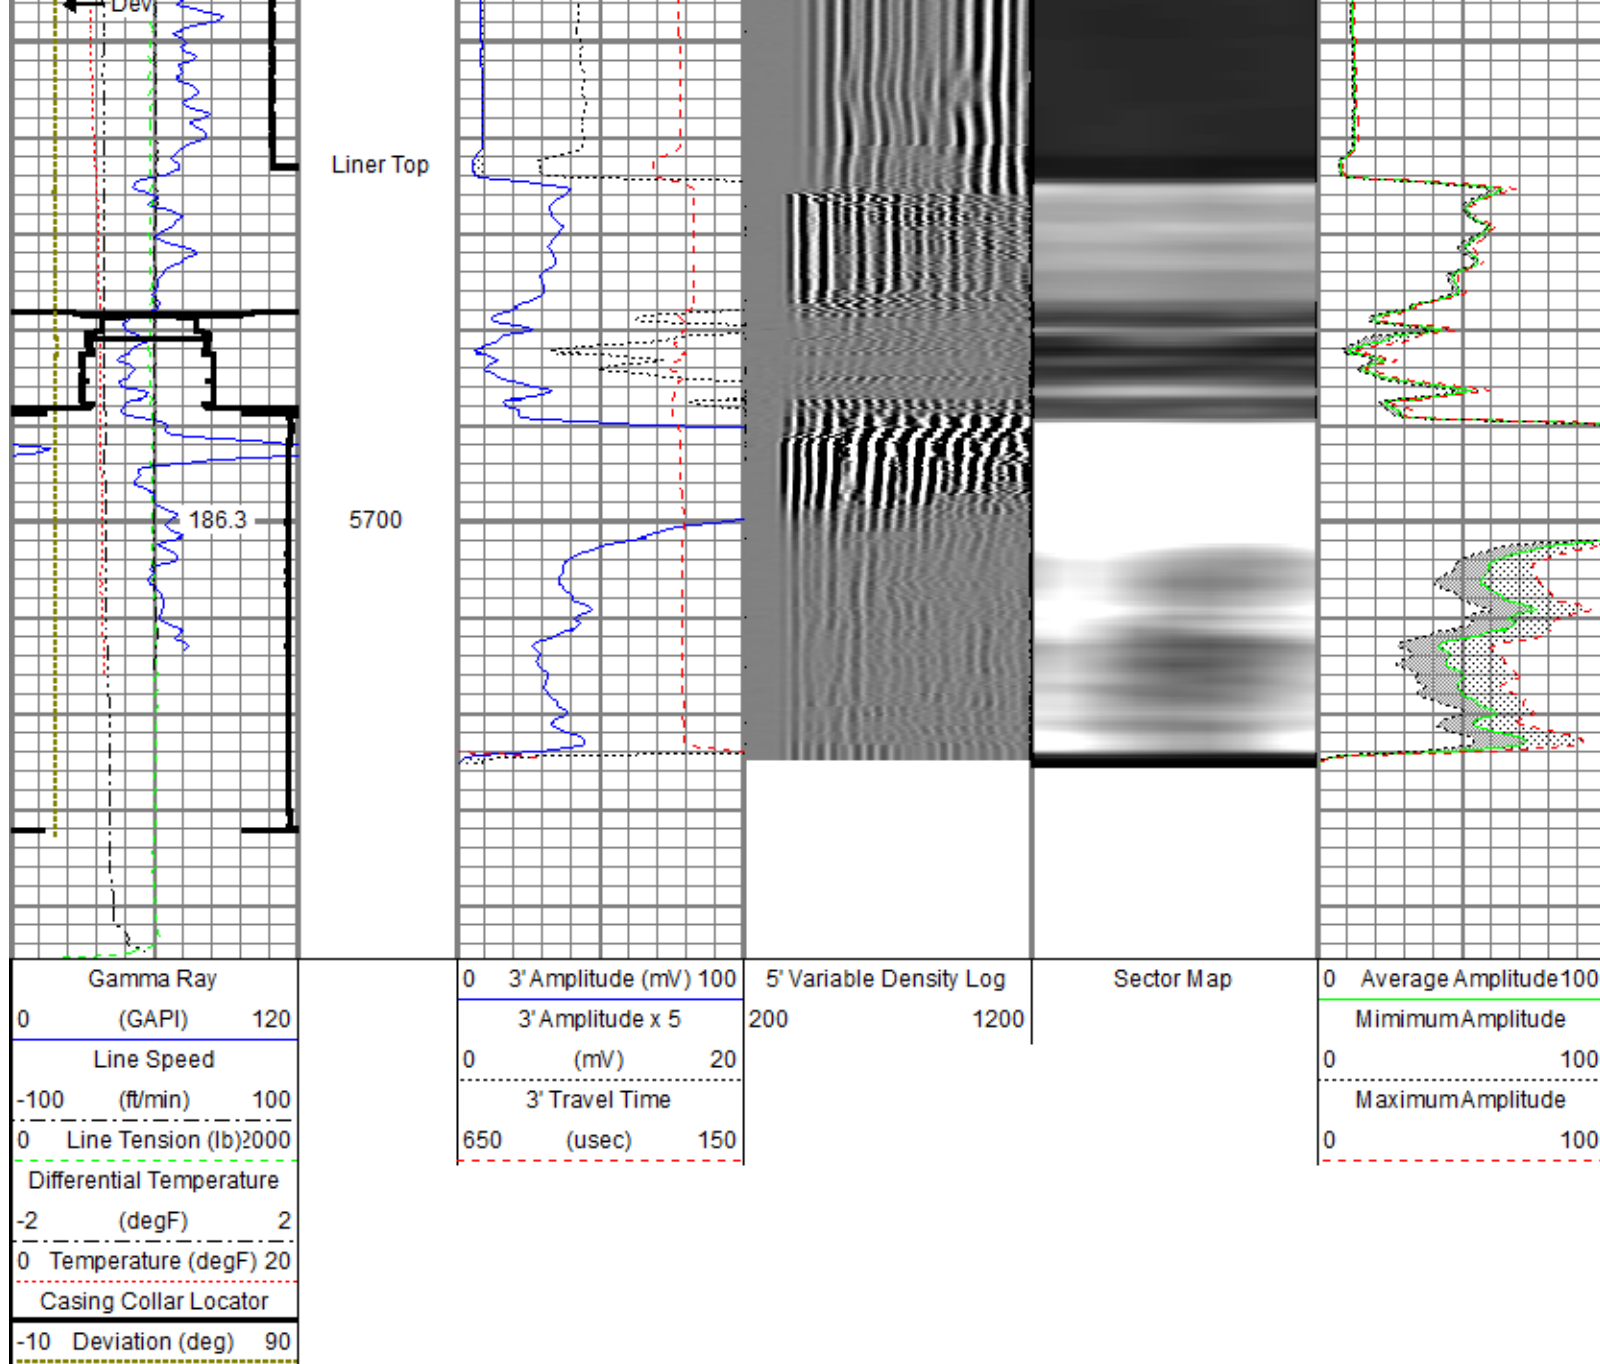 Dev
Liner Top
186.3
5700
Gamma Ray
0 (GAPI) 120
Line Speed
-100 (ft/min) 100
0 Line Tension (lb) 2000
Differential Temperature
-2 (degF) 2
0 Temperature (degF) 20
Casing Collar Locator
-10 Deviation (deg) 90
0 3' Amplitude (mV) 100
3' Amplitude x 5
0 (mV) 20
3' Travel Time
650 (usec) 150
5' Variable Density Log
200 1200
Sector Map
0 Average Amplitude 100
Mimimum Amplitude
0 100
Maximum Amplitude
0 100